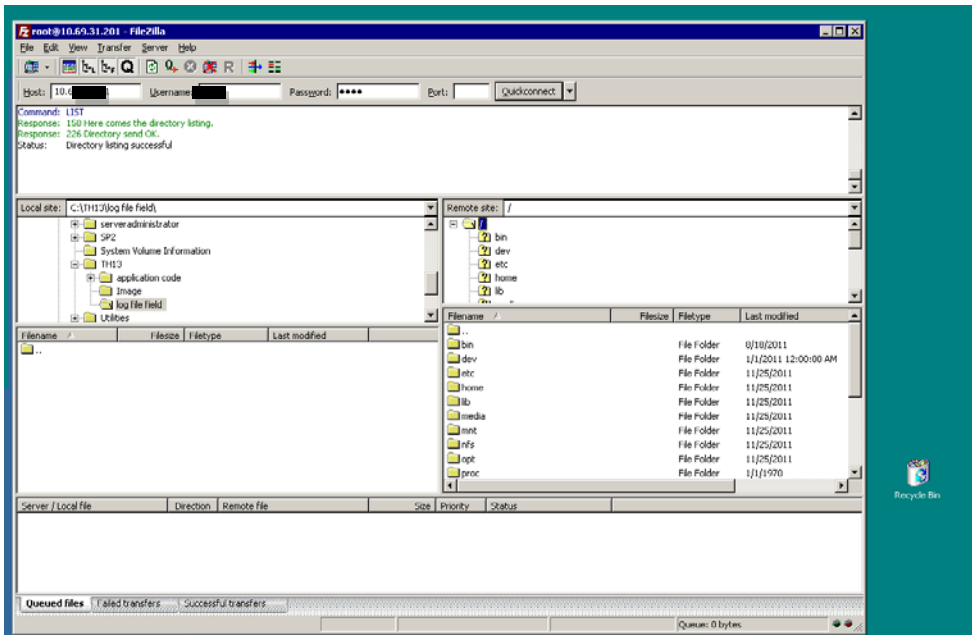 root@10.69.31.201 - FileZilla
File Edit View Transfer Server Help
Host: 10.6 Username: Password: •••• Port: Quickconnect
Command: LIST
Response: 150 Here comes the directory listing.
Response: 226 Directory send OK.
Status: Directory listing successful
Local site: C:\TH13\log file field\
serveradministrator
SP2
System Volume Information
TH13
application code
Image
log file field
Utilities
Filename Filesize Filetype Last modified
..
Remote site: /
/
bin
dev
etc
home
lib
Filename Filesize Filetype Last modified
..
bin File Folder 8/18/2011
dev File Folder 1/1/2011 12:00:00 AM
etc File Folder 11/25/2011
home File Folder 11/25/2011
lib File Folder 11/25/2011
media File Folder 11/25/2011
mnt File Folder 11/25/2011
nfs File Folder 11/25/2011
opt File Folder 11/25/2011
proc File Folder 1/1/1970
Server / Local file Direction Remote file Size Priority Status
Queued files Failed transfers Successful transfers
Queue: 0 bytes
Recycle Bin